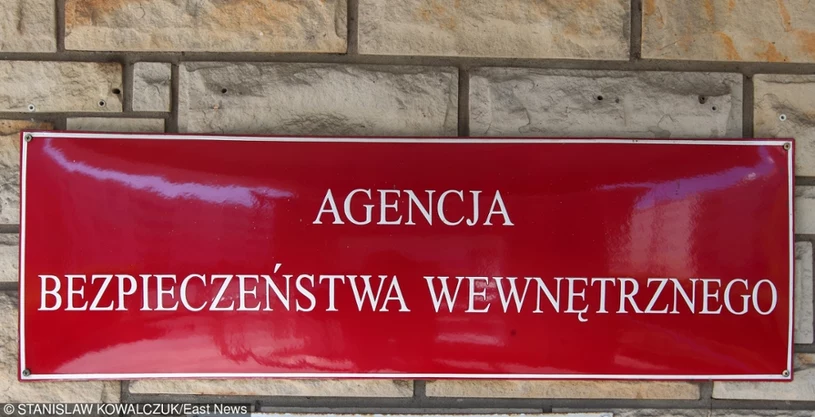 AGENCJA
BEZPIECZEŃSTWA WEWNĘTRZNEGO
© STANISLAW KOWALCZUK/East News